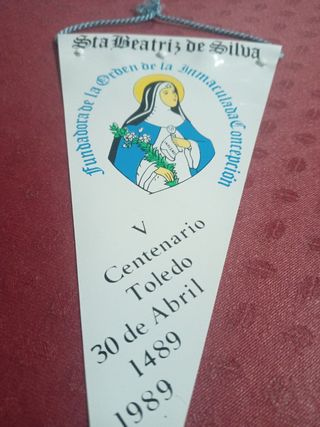 Sta Beatriz de Silva
Fundadora de la Orden de la Inmaculada Concepción
V
Centenario
Toledo
30 de Abril
1489
1989